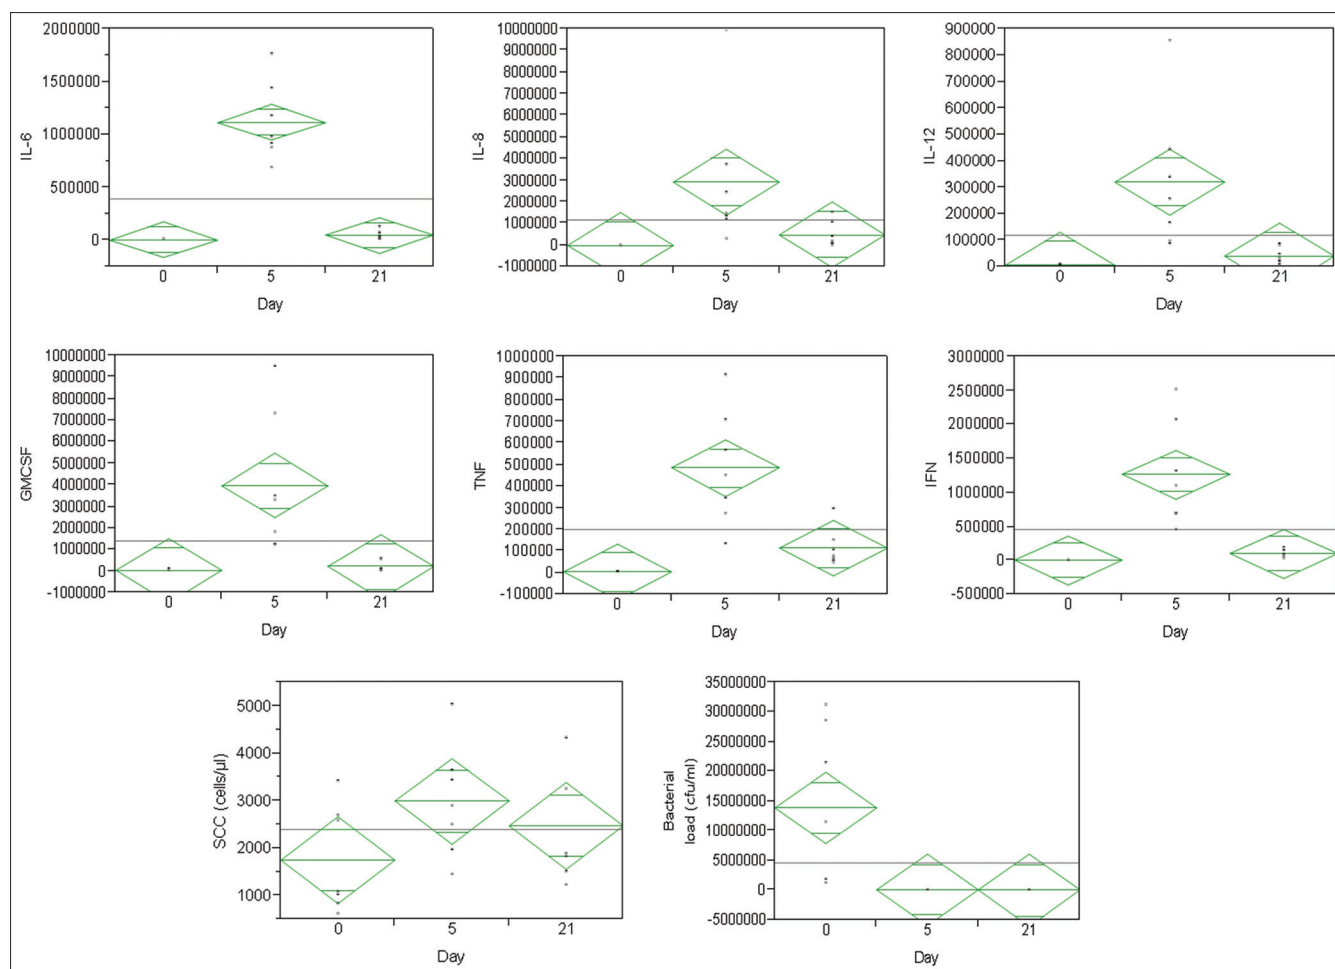 2000000
1500000
1000000
500000
0
IL-6
0 5 21
Day
10000000
9000000
8000000
7000000
6000000
5000000
4000000
3000000
2000000
1000000
0
-1000000
IL-8
0 5 21
Day
900000
800000
700000
600000
500000
400000
300000
200000
100000
0
IL-12
0 5 21
Day
10000000
9000000
8000000
7000000
6000000
5000000
4000000
3000000
2000000
1000000
0
-1000000
GMCSF
0 5 21
Day
1000000
900000
800000
700000
600000
500000
400000
300000
200000
100000
0
-100000
TNF
0 5 21
Day
3000000
2500000
2000000
1500000
1000000
500000
0
-500000
IFN
0 5 21
Day
5000
4000
3000
2000
1000
SCC (cells/µl)
0 5 21
Day
35000000
30000000
25000000
20000000
15000000
10000000
5000000
0
-5000000
Bacterial
load (cfu/ml)
0 5 21
Day